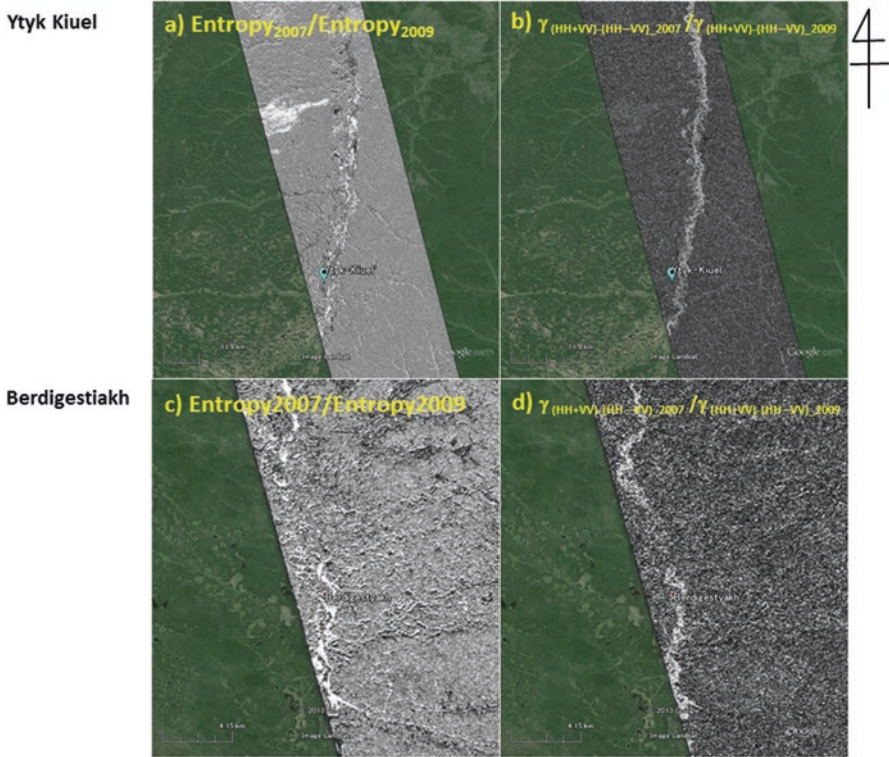 Ytyk Kiuel
a) Entropy2007/Entropy2009
b) γ(HH+VV)-(HH−VV)_2007 /γ(HH+VV)-(HH−VV)_2009
Ytyk-Kiuel
Ytyk-Kiuel
Image Landsat
Google earth
Image Landsat
Google earth
Berdigestiakh
c) Entropy2007/Entropy2009
d) γ(HH+VV)-(HH−VV)_2007 /γ(HH+VV)-(HH−VV)_2009
Berdigestyakh
Berdigestyakh
4.15 km
Image Landsat
4.15 km
Image Landsat